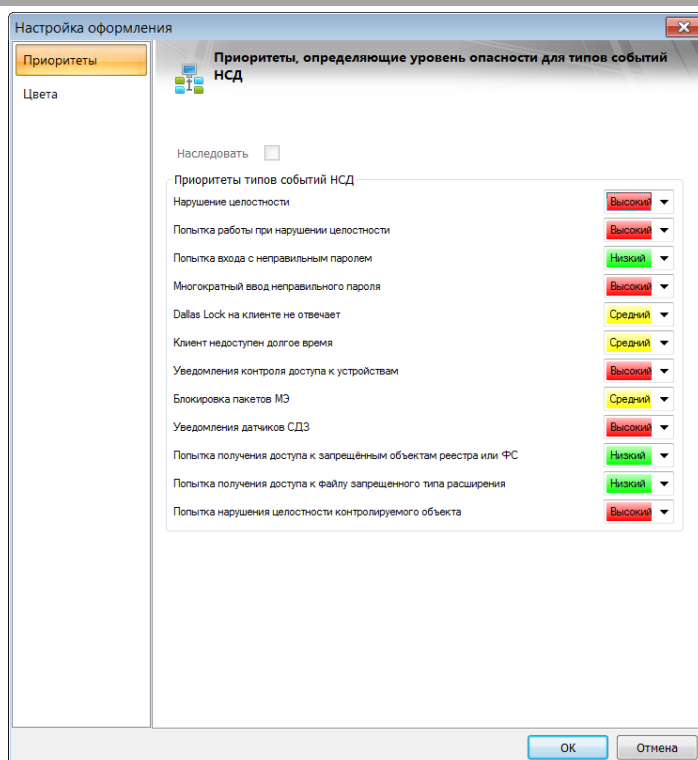 Настройка оформления
Приоритеты
Цвета
Приоритеты, определяющие уровень опасности для типов событий
НСД
Наследовать
Приоритеты типов событий НСД
Нарушение целостности Высокий
Попытка работы при нарушении целостности Высокий
Попытка входа с неправильным паролем Низкий
Многократный ввод неправильного пароля Высокий
Dallas Lock на клиенте не отвечает Средний
Клиент недоступен долгое время Средний
Уведомления контроля доступа к устройствам Высокий
Блокировка пакетов МЭ Средний
Уведомления датчиков СДЗ Высокий
Попытка получения доступа к запрещённым объектам реестра или ФС Низкий
Попытка получения доступа к файлу запрещенного типа расширения Низкий
Попытка нарушения целостности контролируемого объекта Высокий
ОК Отмена